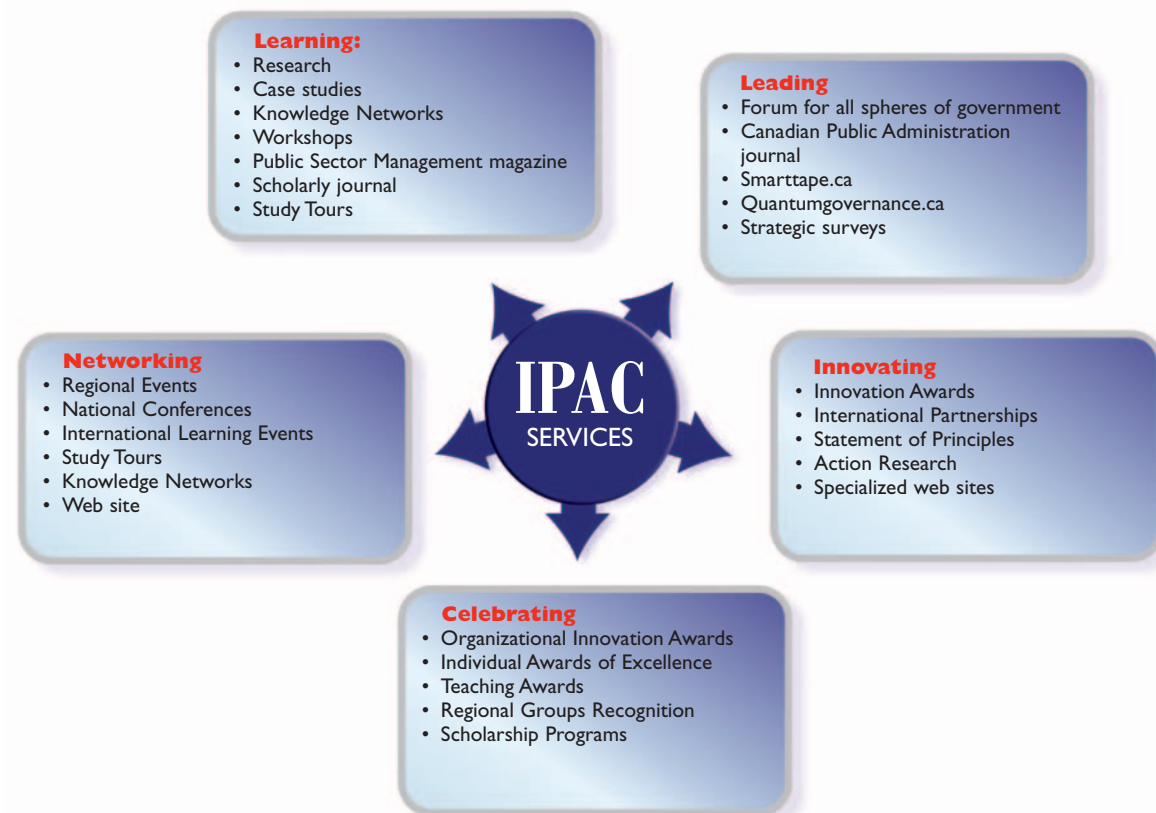 Learning:
• Research
• Case studies
• Knowledge Networks
• Workshops
• Public Sector Management magazine
• Scholarly journal
• Study Tours
Leading
• Forum for all spheres of government
• Canadian Public Administration
journal
• Smarttape.ca
• Quantumgovernance.ca
• Strategic surveys
Networking
• Regional Events
• National Conferences
• International Learning Events
• Study Tours
• Knowledge Networks
• Web site
IPAC
SERVICES
Innovating
• Innovation Awards
• International Partnerships
• Statement of Principles
• Action Research
• Specialized web sites
Celebrating
• Organizational Innovation Awards
• Individual Awards of Excellence
• Teaching Awards
• Regional Groups Recognition
• Scholarship Programs